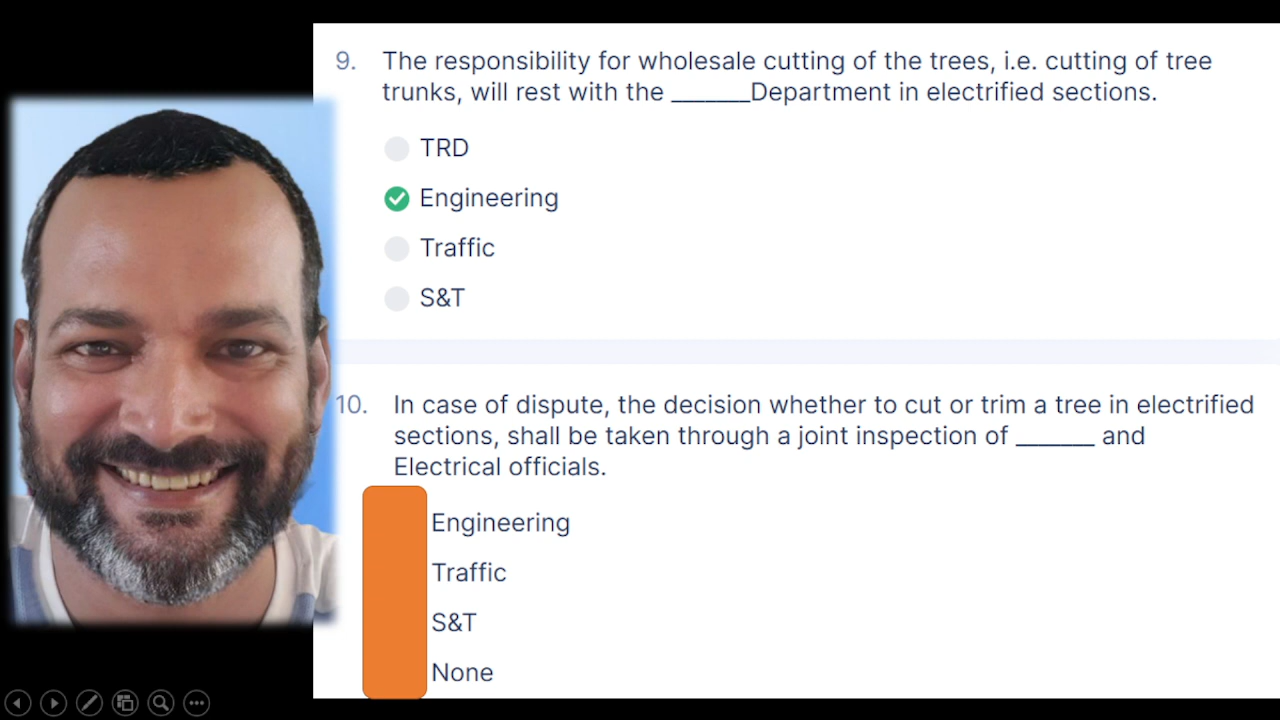 9. The responsibility for wholesale cutting of the trees, i.e. cutting of tree
trunks, will rest with the _______Department in electrified sections.
TRD
Engineering
Traffic
S&T
10. In case of dispute, the decision whether to cut or trim a tree in electrified
sections, shall be taken through a joint inspection of _______ and
Electrical officials.
Engineering
Traffic
S&T
None